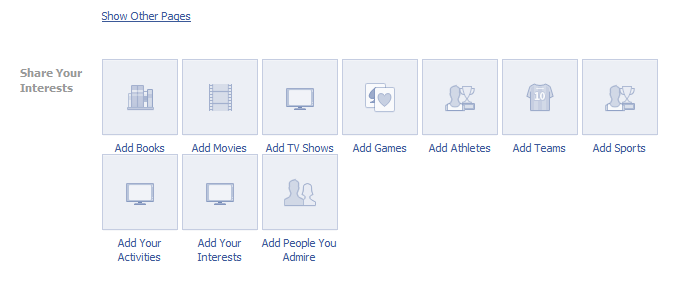 Show Other Pages
Share Your
Interests
Add Books
Add Movies
Add TV Shows
Add Games
Add Athletes
10
Add Teams
Add Sports
Add Your
Activities
Add Your
Interests
Add People You
Admire